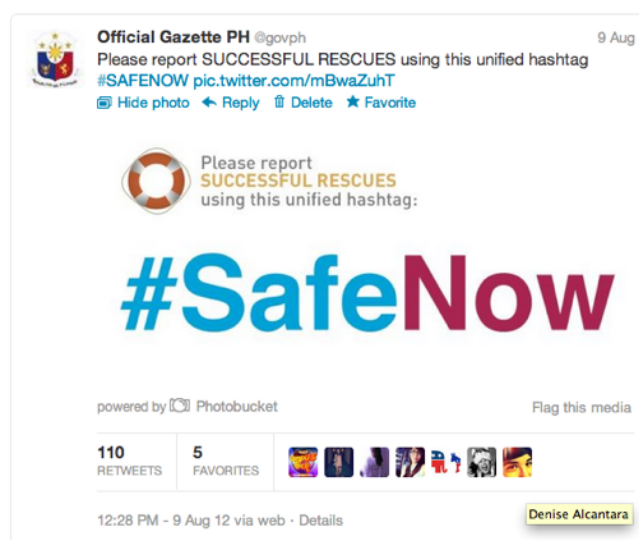 Official Gazette PH @govph 9 Aug
Please report SUCCESSFUL RESCUES using this unified hashtag
#SAFENOW pic.twitter.com/mBwaZuhT
Hide photo Reply Delete Favorite
Please report
SUCCESSFUL RESCUES
using this unified hashtag:
#SafeNow
powered by Photobucket Flag this media
110 5
RETWEETS FAVORITES
12:28 PM - 9 Aug 12 via web · Details
Denise Alcantara